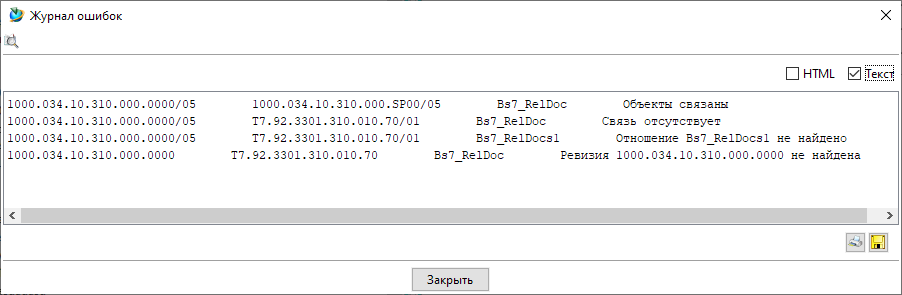 Журнал ошибок
HTML Текст
1000.034.10.310.000.0000/05 1000.034.10.310.000.SP00/05 Bs7_RelDoc Объекты связаны
1000.034.10.310.000.0000/05 T7.92.3301.310.010.70/01 Bs7_RelDoc Связь отсутствует
1000.034.10.310.000.0000/05 T7.92.3301.310.010.70/01 Bs7_RelDocs1 Отношение Bs7_RelDocs1 не найдено
1000.034.10.310.000.0000 T7.92.3301.310.010.70 Bs7_RelDoc Ревизия 1000.034.10.310.000.0000 не найдена
Закрыть